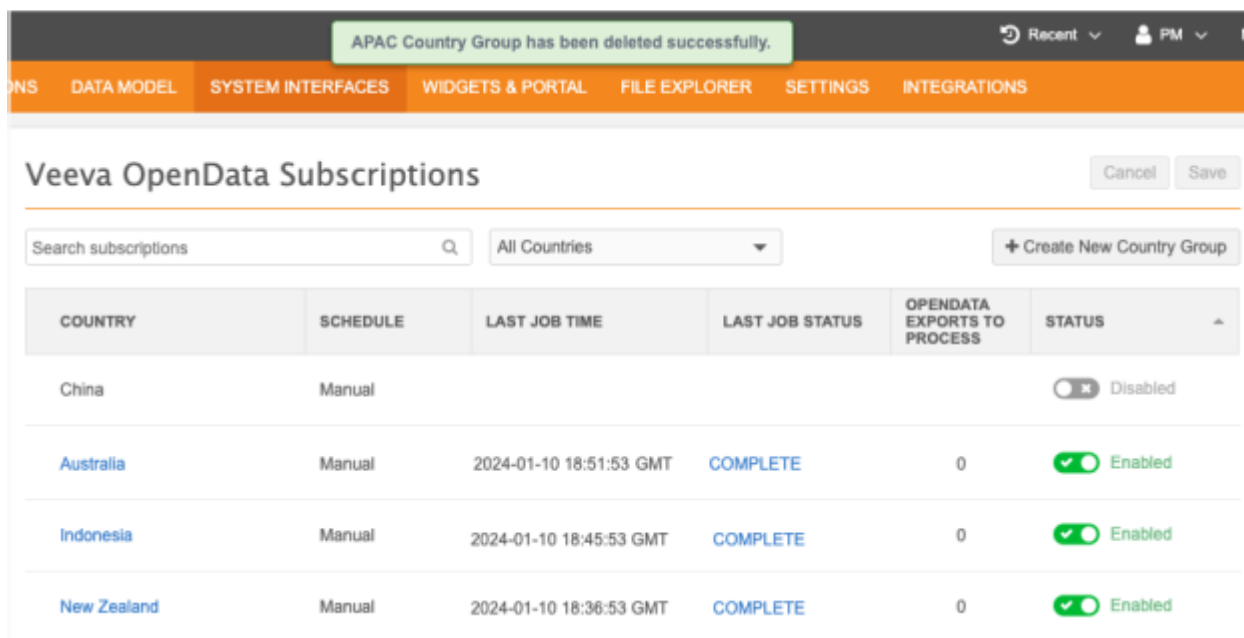 APAC Country Group has been deleted successfully.
Recent PM
DATA MODEL SYSTEM INTERFACES WIDGETS & PORTAL FILE EXPLORER SETTINGS INTEGRATIONS
Veeva OpenData Subscriptions
Cancel Save
Search subscriptions All Countries + Create New Country Group
COUNTRY SCHEDULE LAST JOB TIME LAST JOB STATUS OPENDATA EXPORTS TO PROCESS STATUS
China Manual Disabled
Australia Manual 2024-01-10 18:51:53 GMT COMPLETE 0 Enabled
Indonesia Manual 2024-01-10 18:45:53 GMT COMPLETE 0 Enabled
New Zealand Manual 2024-01-10 18:36:53 GMT COMPLETE 0 Enabled